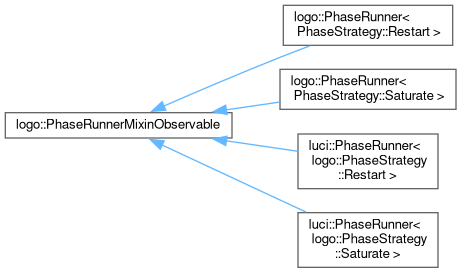 logo::PhaseRunner<
PhaseStrategy::Restart >
logo::PhaseRunner<
PhaseStrategy::Saturate >
logo::PhaseRunnerMixinObservable
luci::PhaseRunner<
logo::PhaseStrategy
::Restart >
luci::PhaseRunner<
logo::PhaseStrategy
::Saturate >